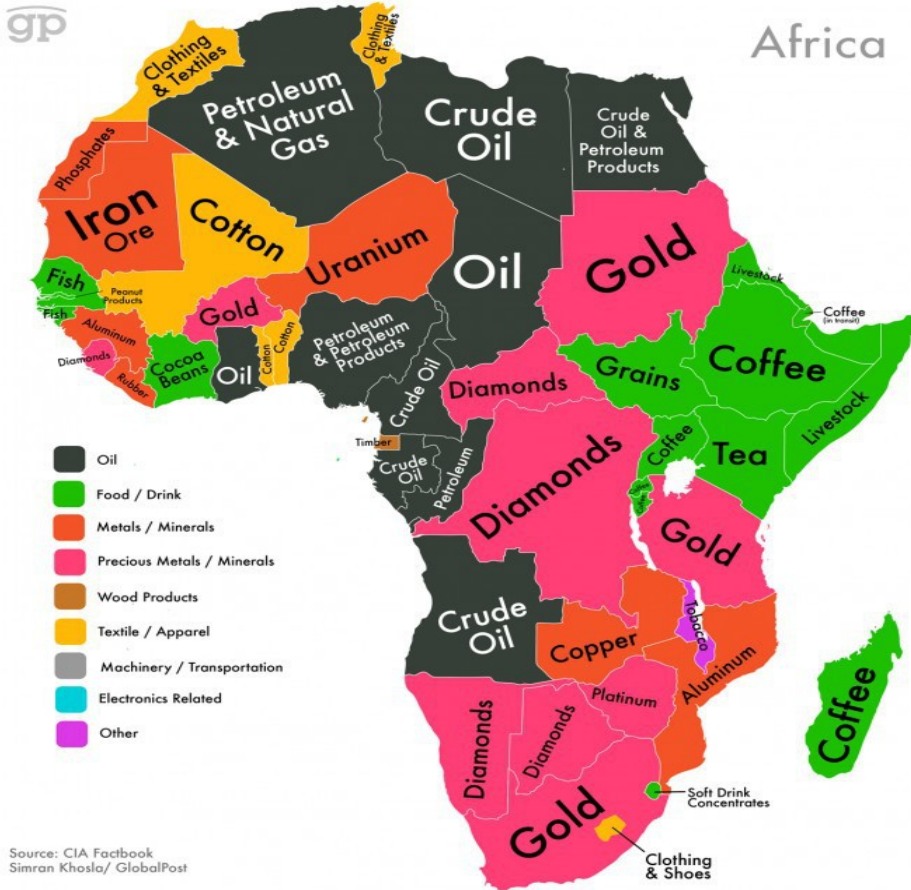 gp
Africa
Clothing
& Textiles
Clothing
& Textiles
Petroleum
& Natural
Gas
Crude
Oil
Crude
Oil &
Petroleum
Products
Phosphates
Iron
Ore
Cotton
Uranium
Oil
Gold
Livestock
Coffee
(in transit)
Fish
Peanut
Products
Fish
Aluminum
Diamonds
Rubber
Cocoa
Beans
Gold
Oil
Cotton
Cotton
Petroleum
& Petroleum
Products
Crude Oil
Diamonds
Grains
Coffee
Livestock
Timber
Crude
Oil
Petroleum
Diamonds
Coffee
Tea
Coffee
Coffee
Gold
Crude
Oil
Copper
Tobacco
Aluminum
Coffee
Diamonds
Diamonds
Platinum
Gold
Soft Drink
Concentrates
Clothing
& Shoes
Oil
Food / Drink
Metals / Minerals
Precious Metals / Minerals
Wood Products
Textile / Apparel
Machinery / Transportation
Electronics Related
Other
Source: CIA Factbook
Simran Khosla/ GlobalPost